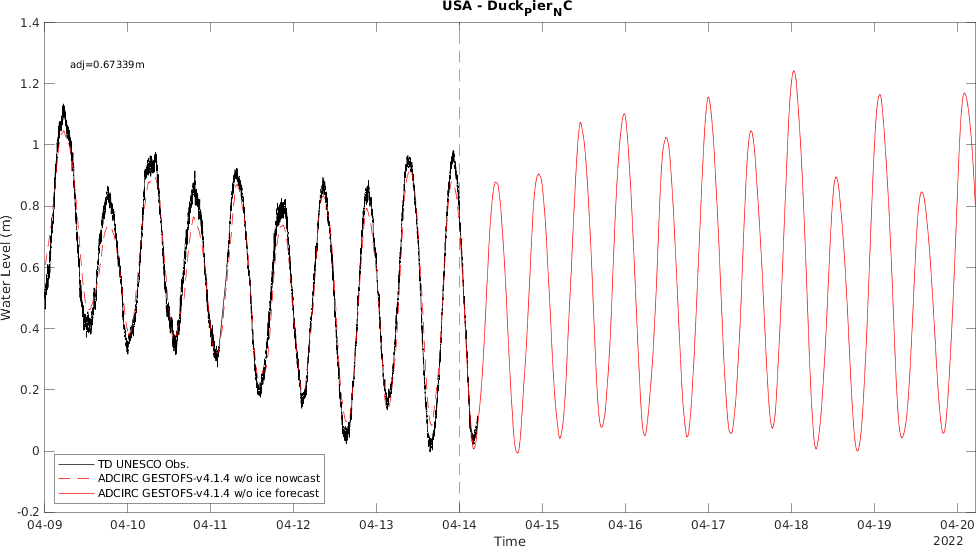 USA - Duck_Pier_NC
adj=0.67339m
1.4
1.2
1
0.8
0.6
0.4
0.2
0
-0.2
Water Level (m)
TD UNESCO Obs.
ADCIRC GESTOFS-v4.1.4 w/o ice nowcast
ADCIRC GESTOFS-v4.1.4 w/o ice forecast
04-09 04-10 04-11 04-12 04-13 04-14 04-15 04-16 04-17 04-18 04-19 04-20
Time
2022